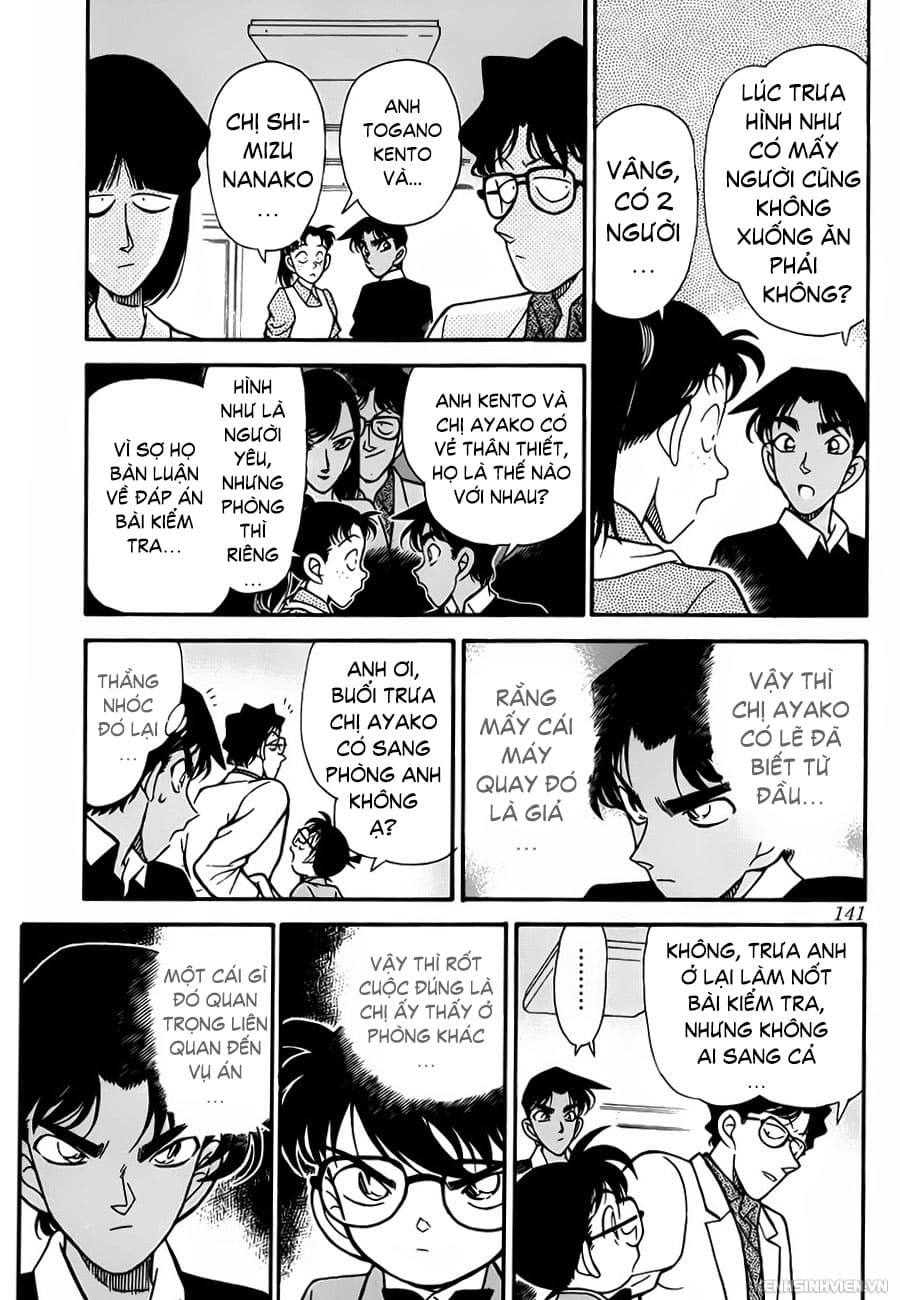 LÚC TRƯA
HÌNH NHƯ
CÓ MẤY
NGƯỜI CŨNG
KHÔNG
XUỐNG ĂN
PHẢI
KHÔNG?
VÂNG,
CÓ 2
NGƯỜI
...
ANH
TOGANO
KENTO
VÀ...
CHỊ SHI-
MIZU
NANAKO
...
ANH KENTO VÀ
CHỊ AYAKO CÓ
VẺ THÂN THIẾT,
HỌ LÀ THẾ NÀO
VỚI NHAU?
HÌNH
NHƯ LÀ
NGƯỜI
YÊU,
NHƯNG
PHÒNG
THÌ
RIÊNG
...
VÌ SỢ HỌ
BÀN LUẬN
VỀ ĐÁP ÁN
BÀI KIỂM
TRA...
VẬY THÌ
CHỊ AYAKO
CÓ LẼ ĐÃ
BIẾT TỪ
ĐẦU...
RẰNG
MẤY CÁI
MÁY
QUAY ĐÓ
LÀ GIẢ
...
ANH ƠI,
BUỔI TRƯA
CHỊ AYAKO
CÓ SANG
PHÒNG ANH
KHÔNG
Ạ?
THẰNG
NHÓC
ĐÓ LẠI
...
141
KHÔNG, TRƯA ANH
Ở LẠI LÀM NỐT
BÀI KIỂM TRA,
NHƯNG KHÔNG
AI SANG CẢ
...
.........
VẬY THÌ RỐT
CUỘC ĐÚNG LÀ
CHỊ ẤY THẤY Ở
PHÒNG KHÁC
...
MỘT CÁI GÌ
ĐÓ QUAN
TRỌNG LIÊN
QUAN ĐẾN
VỤ ÁN
...
KENHSINHVIEN.VN